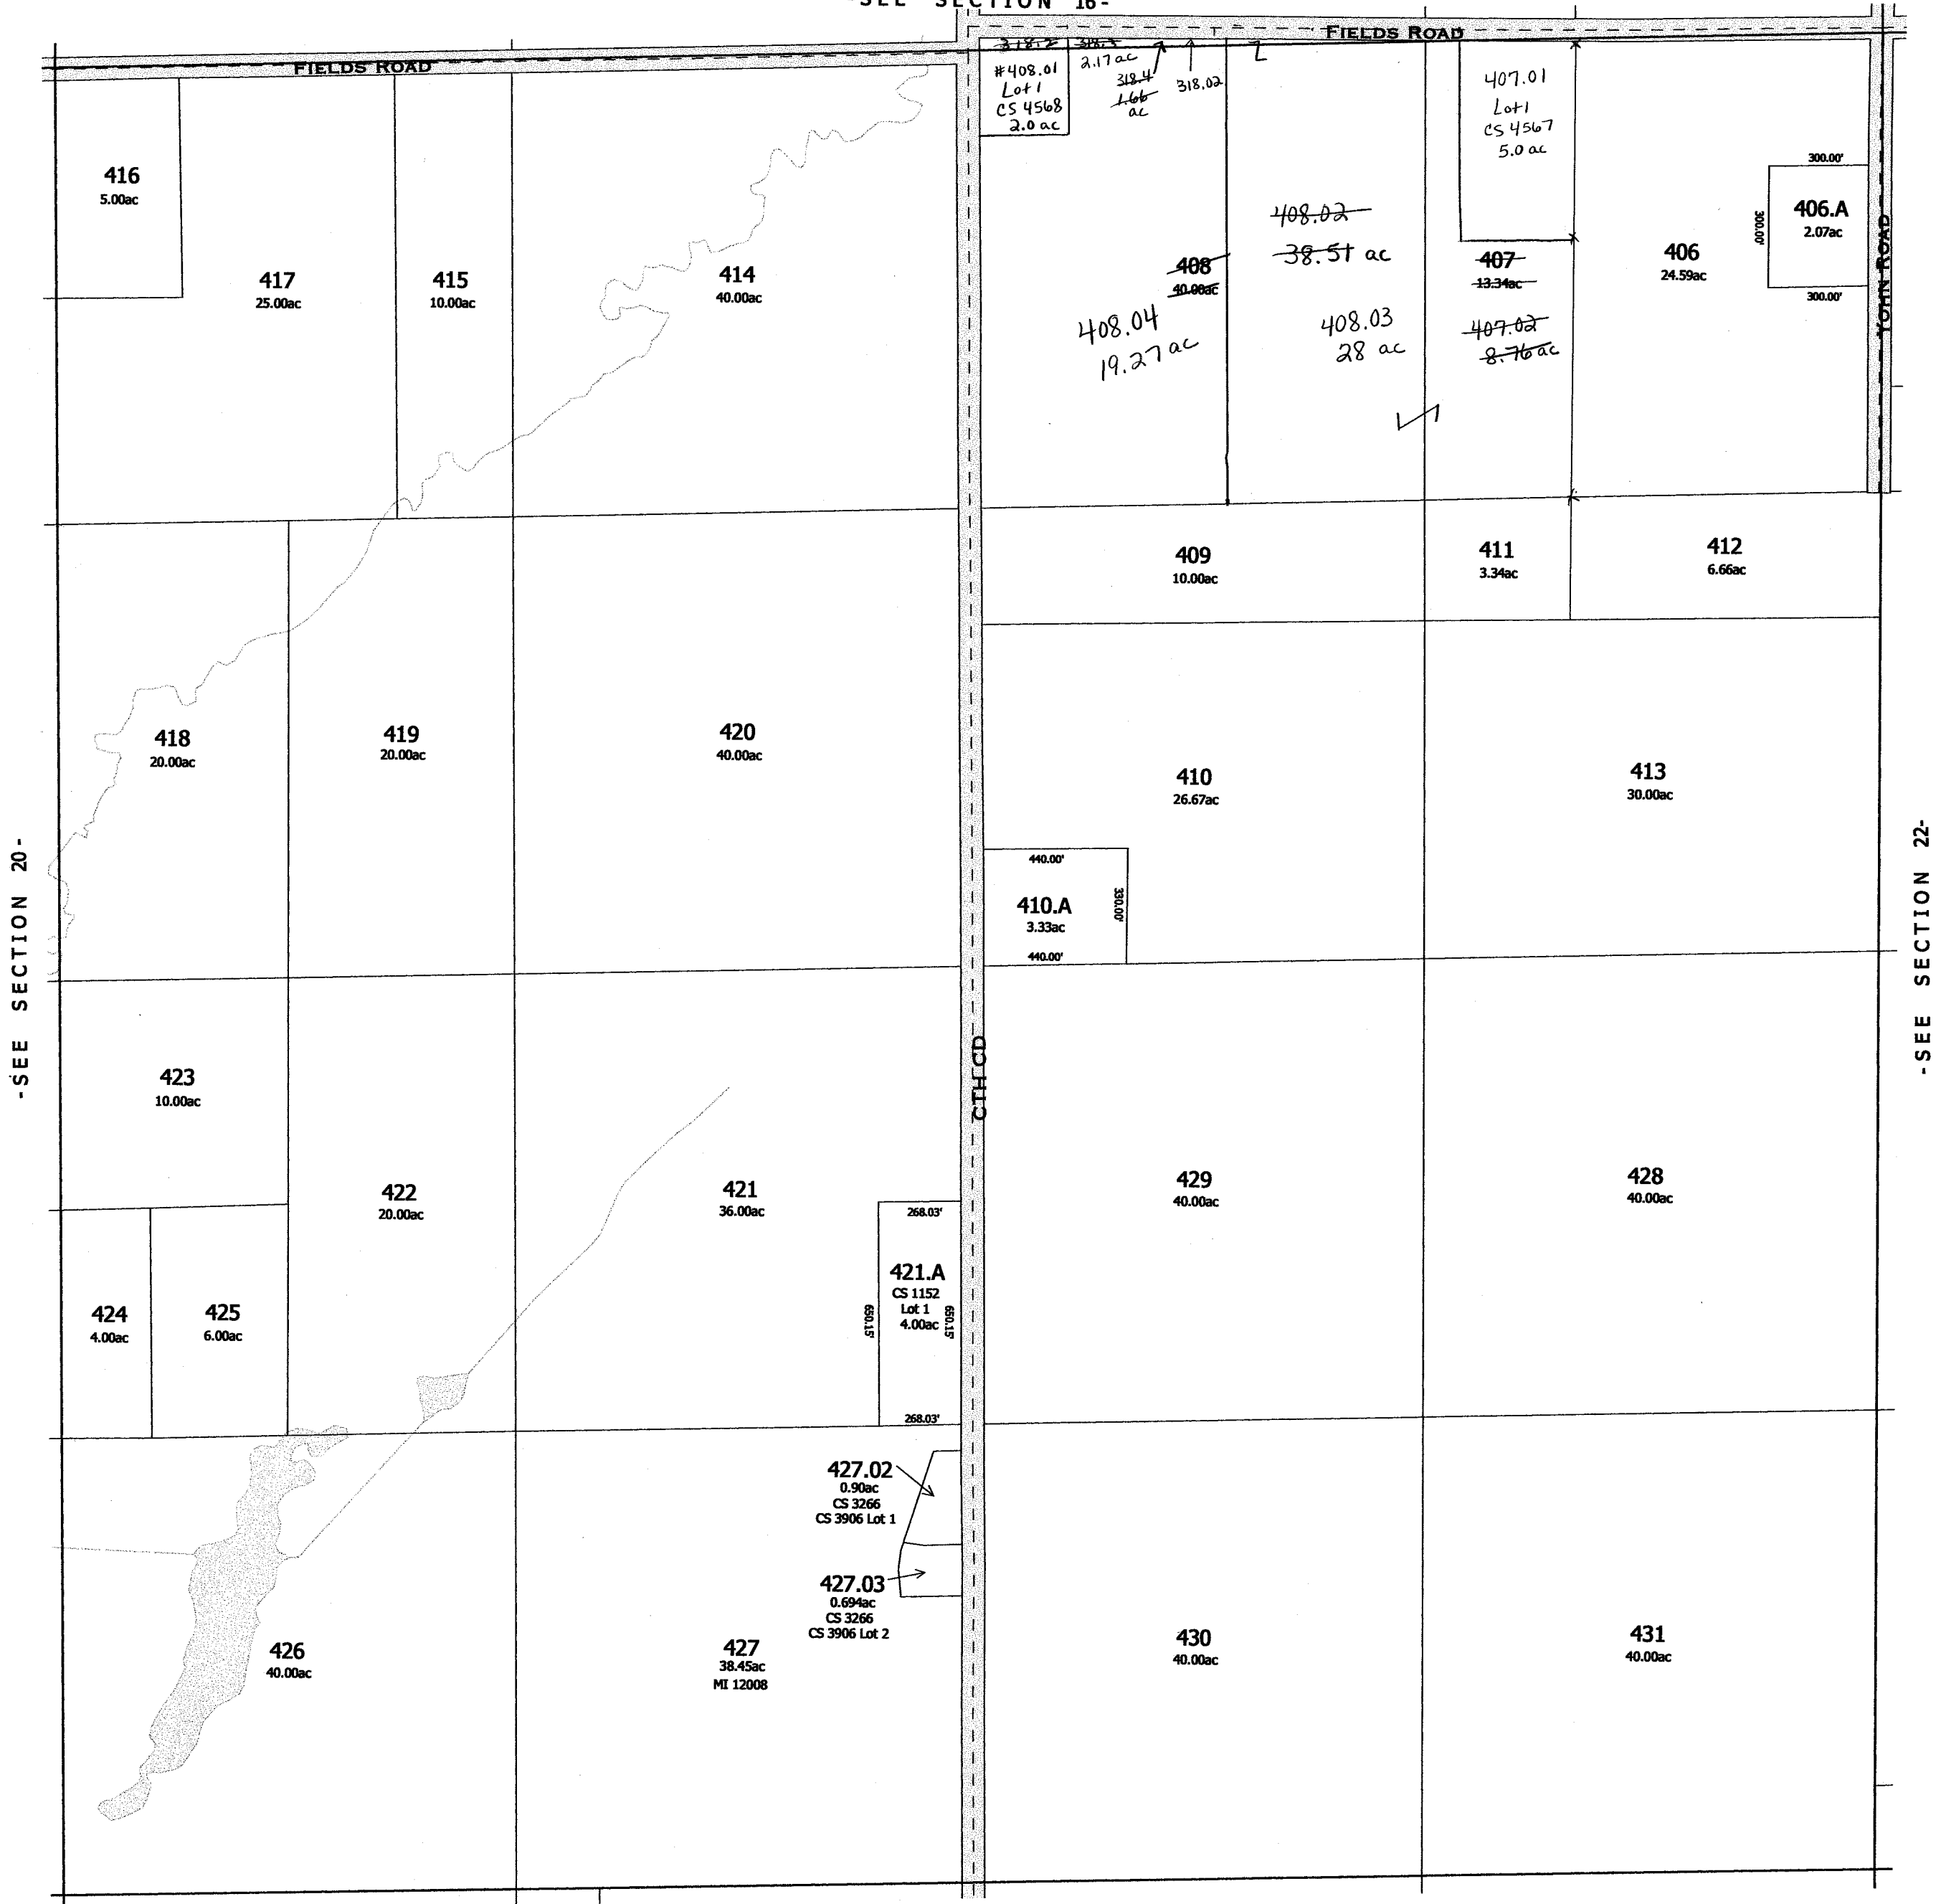 -SEE SECTION 16-
FIELDS ROAD
FIELDS ROAD
318.2
318.3
2.17 ac
#408.01
Lot 1
CS 4568
2.0 ac
318.4
1.66
ac
318.02
407.01
Lot 1
CS 4567
5.0 ac
416
5.00ac
417
25.00ac
415
10.00ac
414
40.00ac
408
40.00ac
408.02
38.51 ac
408.04
19.27 ac
408.03
28 ac
407
13.34ac
407.02
8.76 ac
406
24.59ac
300.00'
300.00'
406.A
2.07ac
300.00'
YOHN ROAD
409
10.00ac
411
3.34ac
412
6.66ac
418
20.00ac
419
20.00ac
420
40.00ac
410
26.67ac
413
30.00ac
440.00'
410.A
3.33ac
330.00'
440.00'
-SEE SECTION 20-
-SEE SECTION 22-
CTH CD
423
10.00ac
422
20.00ac
421
36.00ac
268.03'
421.A
CS 1152
Lot 1
4.00ac
650.15'
650.15'
268.03'
429
40.00ac
428
40.00ac
424
4.00ac
425
6.00ac
427.02
0.90ac
CS 3266
CS 3906 Lot 1
427.03
0.694ac
CS 3266
CS 3906 Lot 2
426
40.00ac
427
38.45ac
MI 12008
430
40.00ac
431
40.00ac